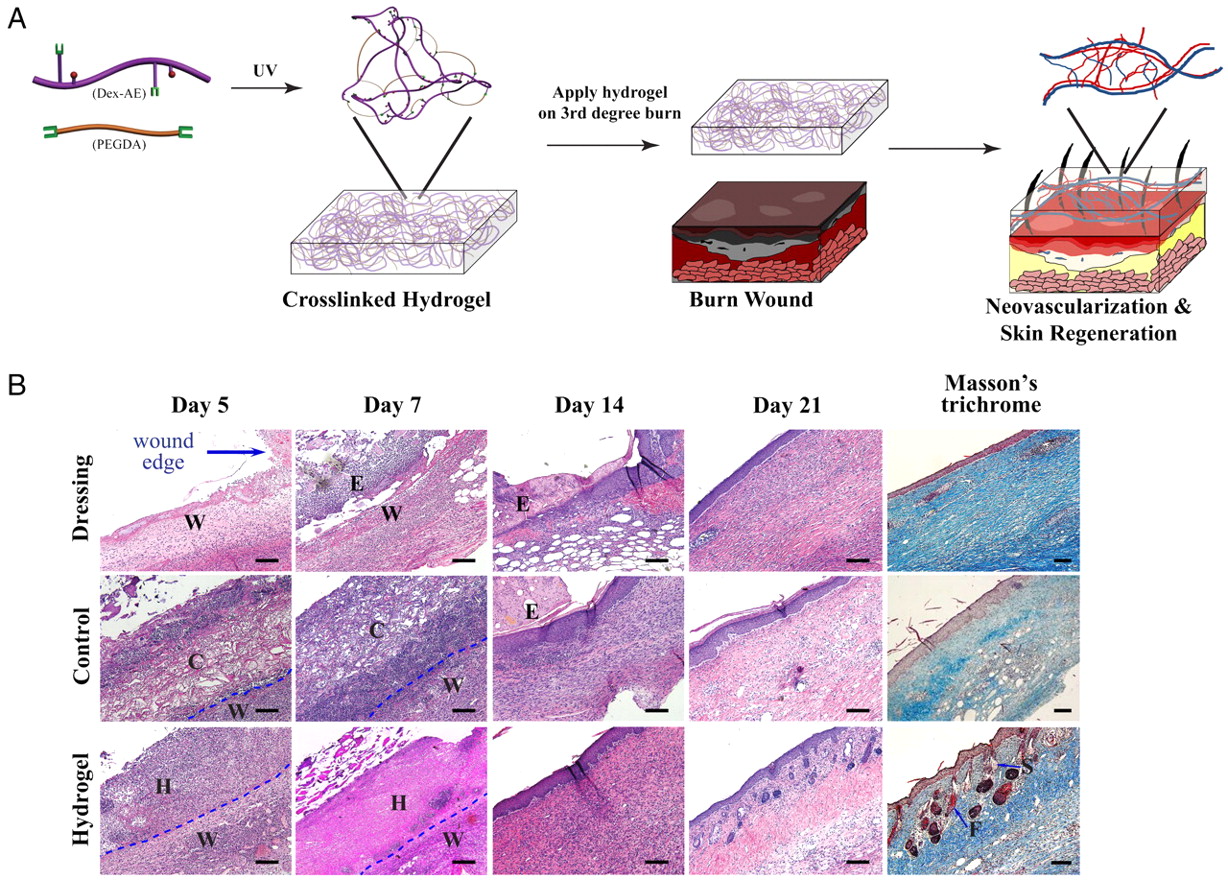 A
(Dex-AE)
(PEGDA)
UV
Crosslinked Hydrogel
Apply hydrogel
on 3rd degree burn
Burn Wound
Neovascularization &
Skin Regeneration
B
Day 5
Day 7
Day 14
Day 21
Masson's
trichrome
Dressing
wound
edge
W
E
W
E
Control
C
W
C
W
E
Hydrogel
H
W
H
W
S
F